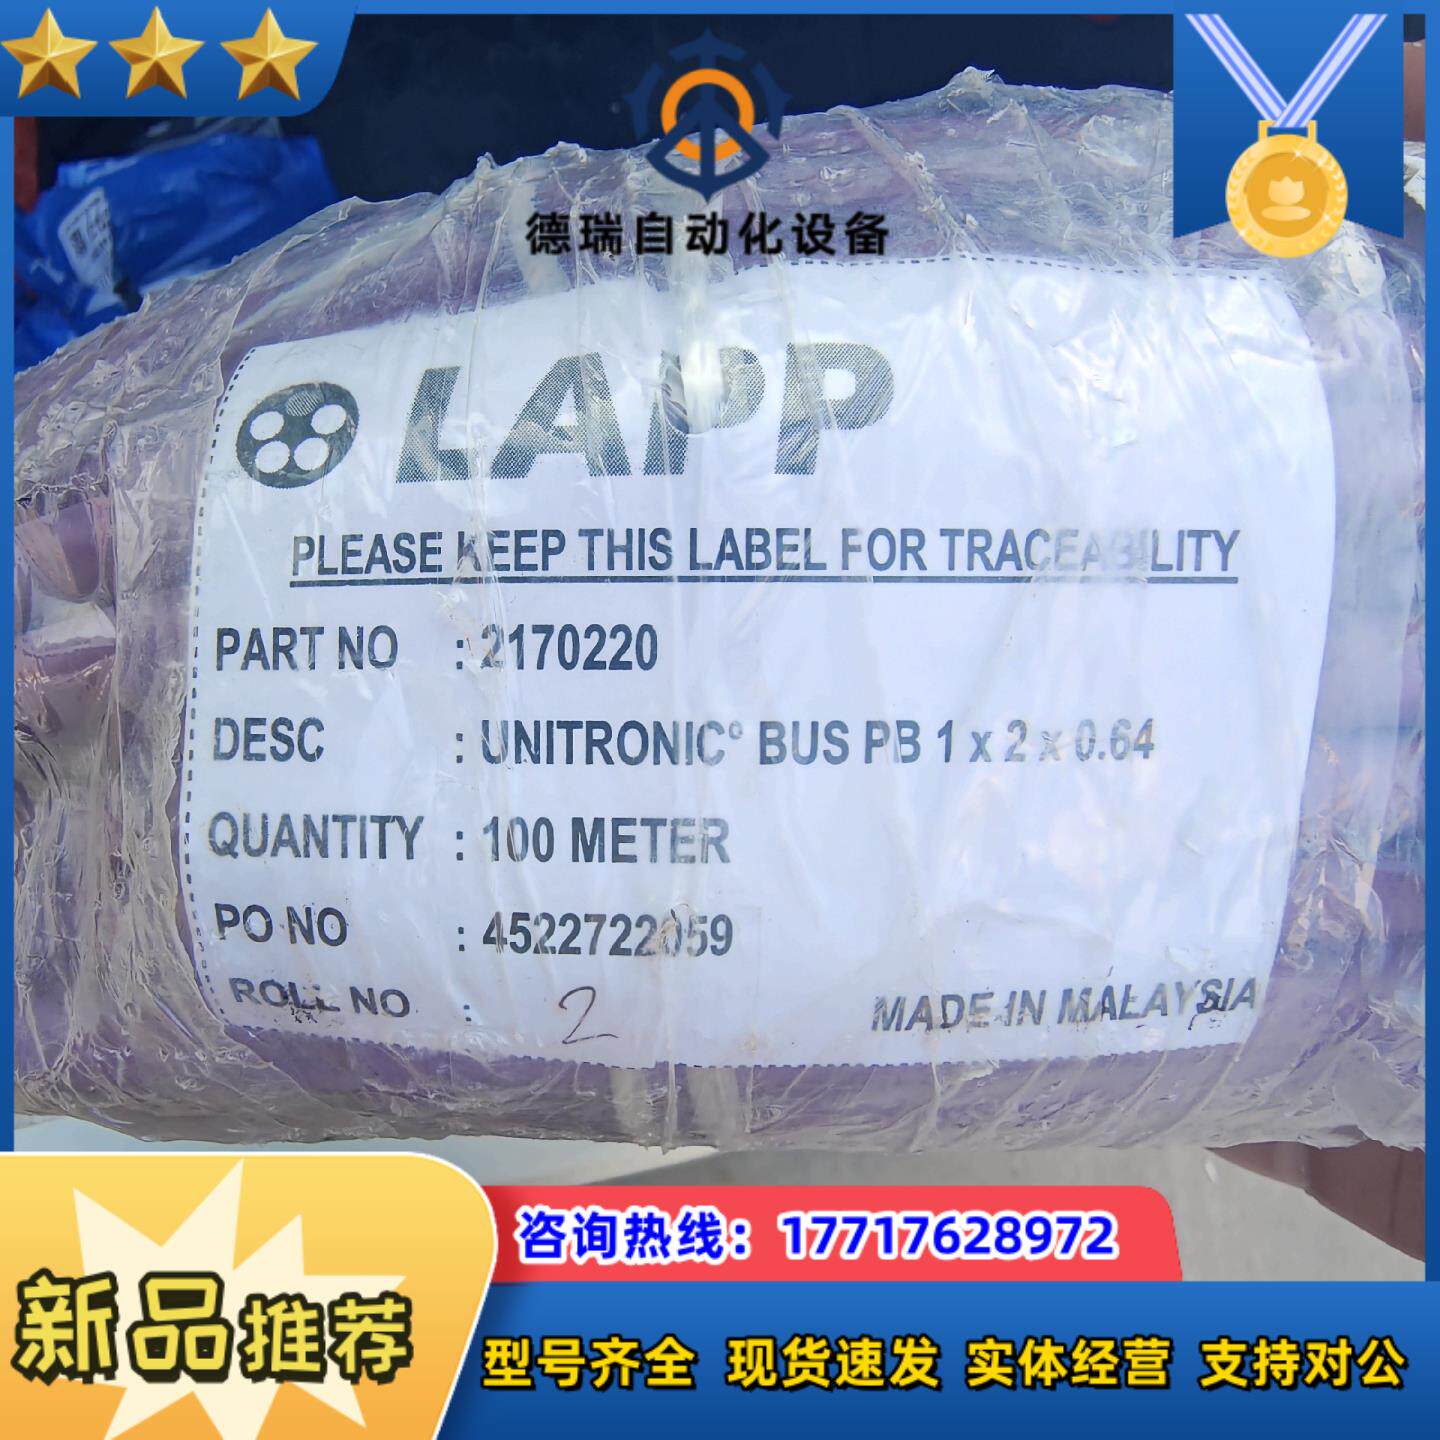 德瑞自动化设备
LAPP
PLEASE KEEP THIS LABEL FOR TRACEABILITY
PART NO : 2170220
DESC : UNITRONIC° BUS PB 1 x 2 x 0.64
QUANTITY : 100 METER
PO NO : 4522722059
ROLL NO : 2
MADE IN MALAYSIA
咨询热线：17717628972
新品推荐
型号齐全 现货速发 实体经营 支持对公